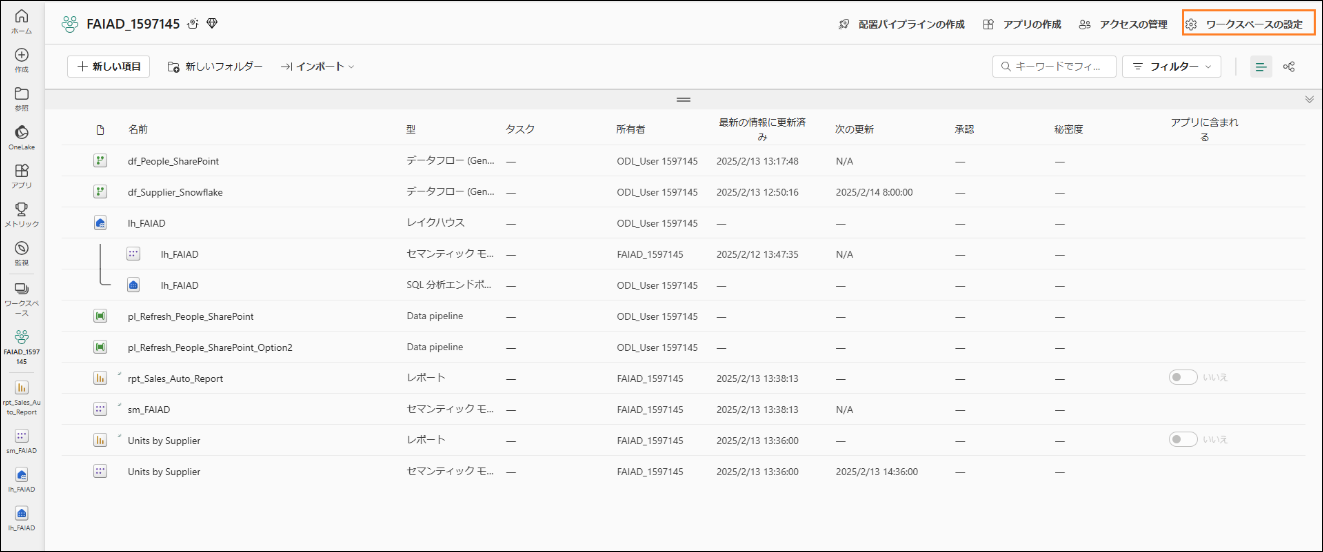 ホーム
作成
参照
OneLake
アプリ
メトリック
監視
ワークスペ
ース
FAIAD_1597
145
rpt_Sales_Au
to_Report
sm_FAIAD
lh_FAIAD
lh_FAIAD
FAIAD_1597145
配置パイプラインの作成 アプリの作成 アクセスの管理 ワークスペースの設定
新しい項目 新しいフォルダー インポート キーワードでフィ... フィルター
名前 型 タスク 所有者 最新の情報に更新済
み 次の更新 承認 秘密度 アプリに含まれ
る
df_People_SharePoint データフロー (Gen... — ODL_User 1597145 2025/2/13 13:17:48 N/A — —
df_Supplier_Snowflake データフロー (Gen... — ODL_User 1597145 2025/2/13 12:50:16 2025/2/14 8:00:00 — —
lh_FAIAD レイクハウス — ODL_User 1597145 — — — —
lh_FAIAD セマンティック モ... — FAIAD_1597145 2025/2/12 13:47:35 N/A — —
lh_FAIAD SQL 分析エンドポ... — ODL_User 1597145 — — — —
pl_Refresh_People_SharePoint Data pipeline — ODL_User 1597145 — — — —
pl_Refresh_People_SharePoint_Option2 Data pipeline — ODL_User 1597145 — — — —
rpt_Sales_Auto_Report レポート — FAIAD_1597145 2025/2/13 13:38:13 — — — いいえ
sm_FAIAD セマンティック モ... — FAIAD_1597145 2025/2/13 13:38:13 N/A — —
Units by Supplier レポート — FAIAD_1597145 2025/2/13 13:36:00 — — — いいえ
Units by Supplier セマンティック モ... — FAIAD_1597145 2025/2/13 13:36:00 2025/2/13 14:36:00 — —